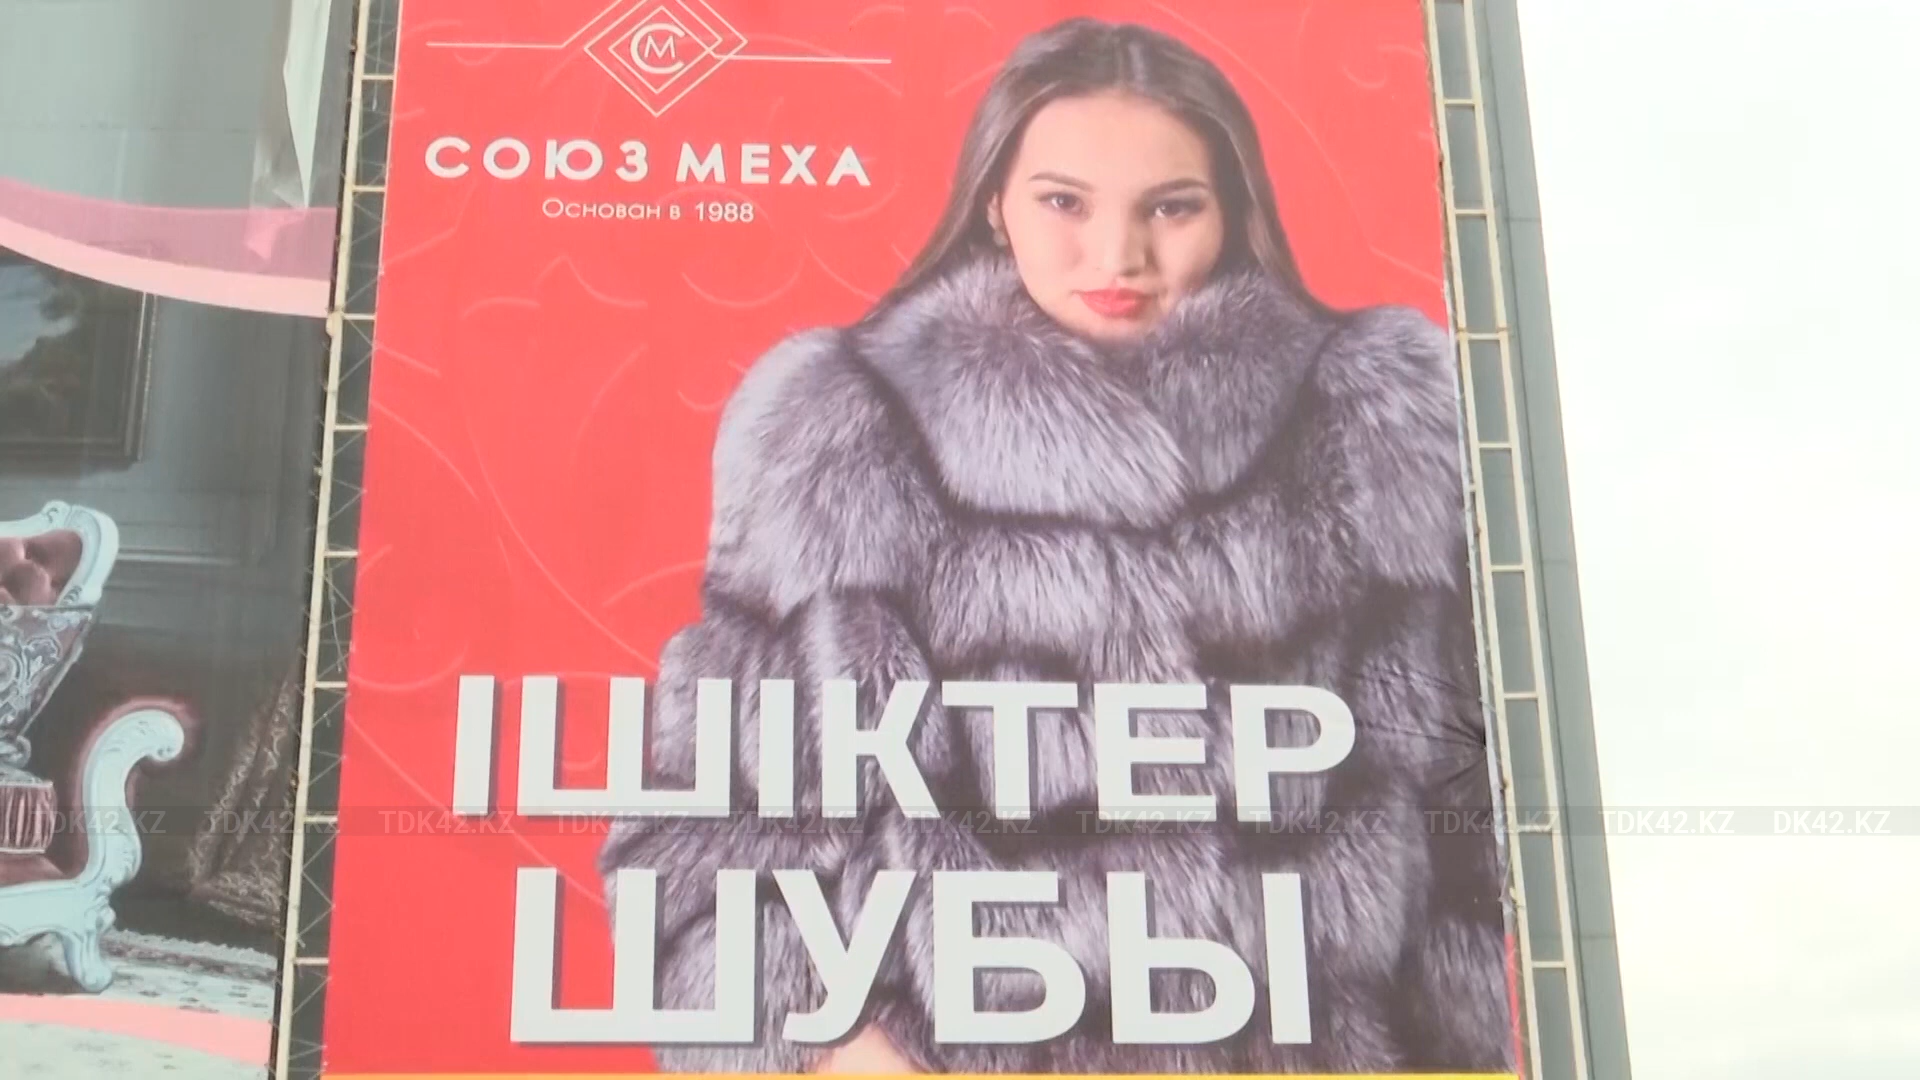 СМ
СОЮЗ МЕХА
Основан в 1988
ІШІКТЕР
TDK42.KZ TDK42.KZ TDK42.KZ TDK42.KZ TDK42.KZ TDK42.KZ TDK42.KZ TDK42.KZ TDK42.KZ TDK42.KZ DK42.KZ
ШУБЫ